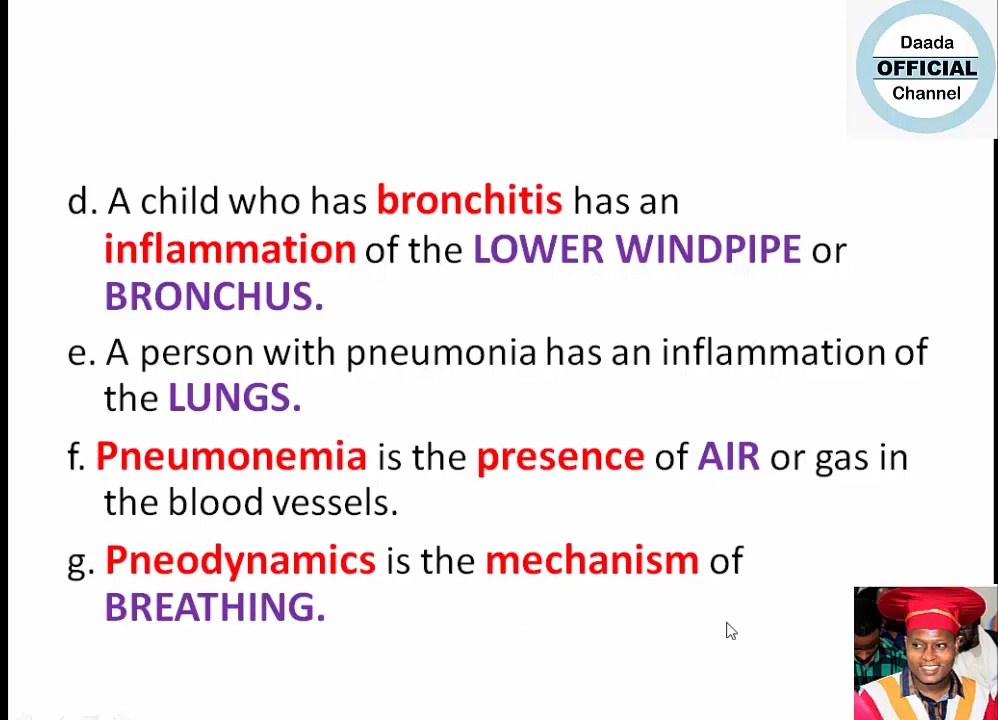 Daada
OFFICIAL
Channel
d. A child who has bronchitis has an
inflammation of the LOWER WINDPIPE or
BRONCHUS.
e. A person with pneumonia has an inflammation of
the LUNGS.
f. Pneumonemia is the presence of AIR or gas in
the blood vessels.
g. Pneodynamics is the mechanism of
BREATHING.